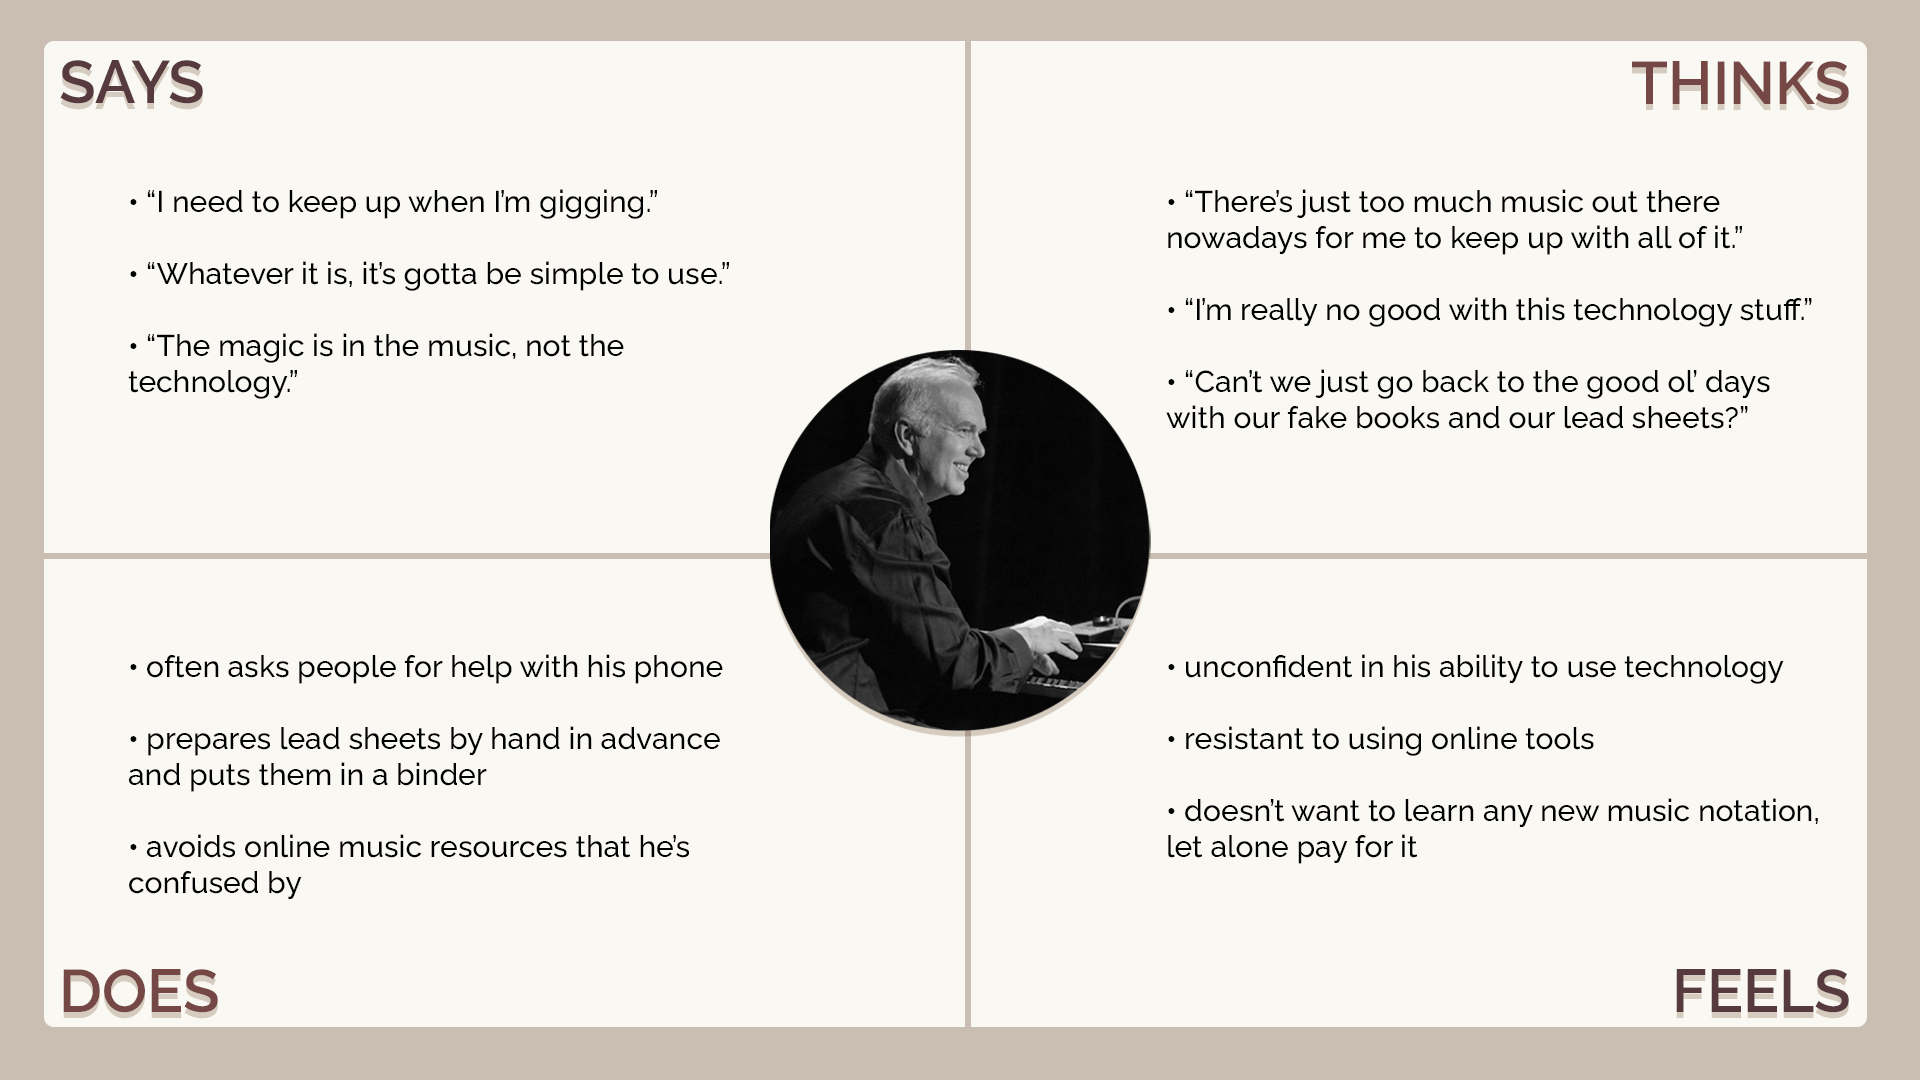 SAYS
• “I need to keep up when I’m gigging.”
• “Whatever it is, it’s gotta be simple to use.”
• “The magic is in the music, not the
technology.”
THINKS
• “There’s just too much music out there
nowadays for me to keep up with all of it.”
• “I’m really no good with this technology stuff.”
• “Can’t we just go back to the good ol’ days
with our fake books and our lead sheets?”
• often asks people for help with his phone
• prepares lead sheets by hand in advance
and puts them in a binder
• avoids online music resources that he’s
confused by
DOES
• unconfident in his ability to use technology
• resistant to using online tools
• doesn’t want to learn any new music notation,
let alone pay for it
FEELS